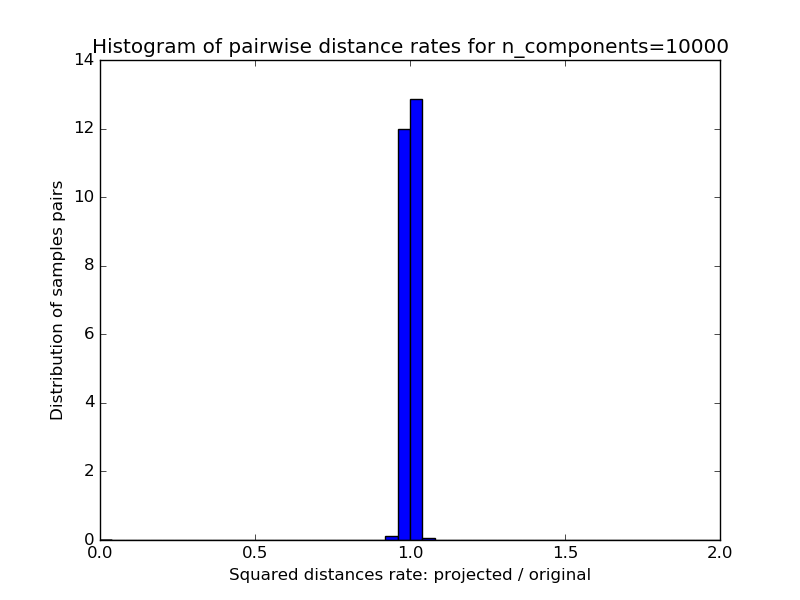 Histogram of pairwise distance rates for n_components=10000
14
12
10
8
6
4
2
0
0.0 0.5 1.0 1.5 2.0
Distribution of samples pairs
Squared distances rate: projected / original